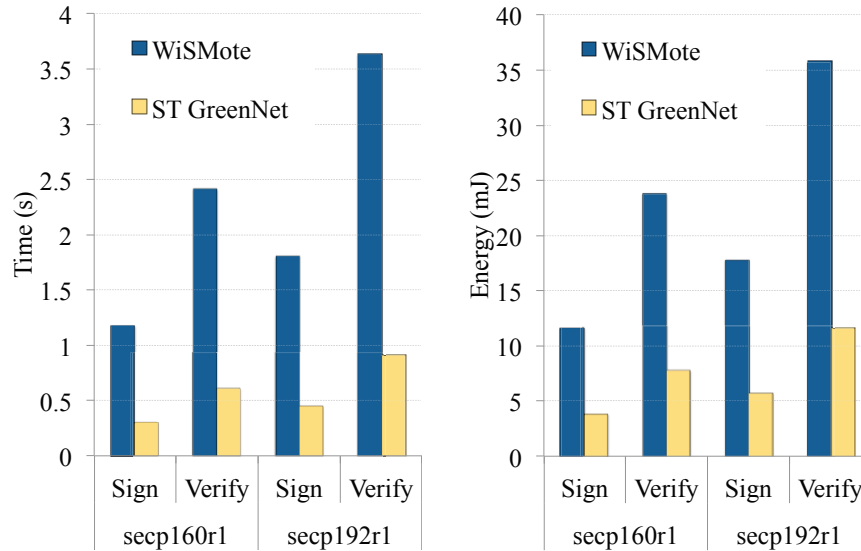 4
3.5
3
2.5
2
1.5
1
0.5
0
Time (s)
WiSMote
ST GreenNet
Sign Verify Sign Verify
secp160r1 secp192r1
40
35
30
25
20
15
10
5
0
Energy (mJ)
WiSMote
ST GreenNet
Sign Verify Sign Verify
secp160r1 secp192r1